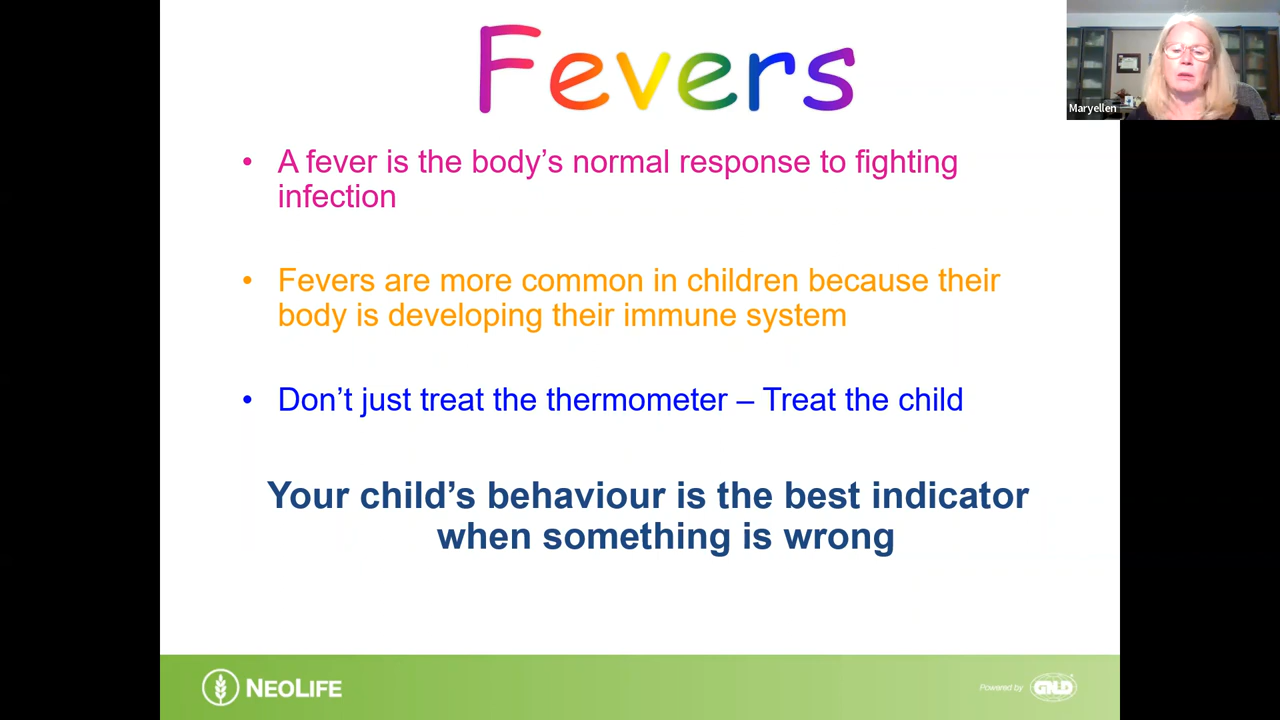 Fevers
Maryellen
• A fever is the body's normal response to fighting
infection
• Fevers are more common in children because their
body is developing their immune system
• Don't just treat the thermometer – Treat the child
Your child's behaviour is the best indicator
when something is wrong
NEOLIFE
Powered by GNLD